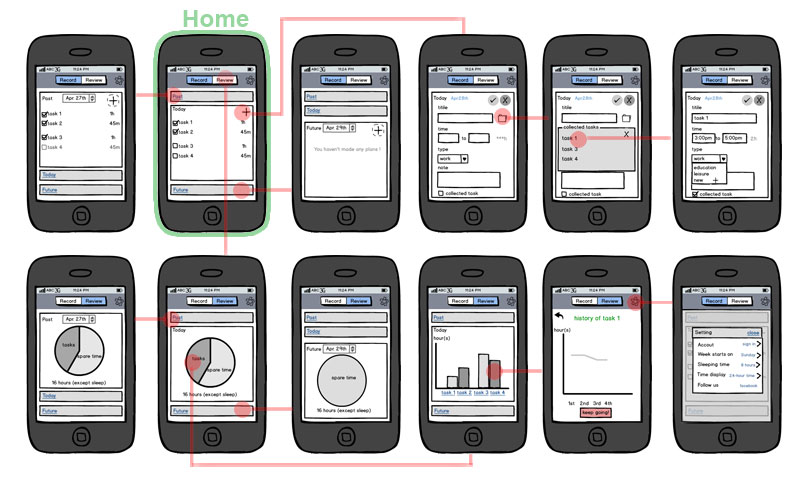 Home
ABC 3G 11:24 PM
Record Review
Past Apr 27th
task 1 1h
task 2 45m
task 3 1h
task 4 45m
Today
Future
ABC 3G 11:24 PM
Record Review
Past
Today
task 1 1h
task 2 45m
task 3 1h
task 4 45m
Future
ABC 3G 11:24 PM
Record Review
Past
Today
Future Apr 29th
You haven't made any plane !
ABC 3G 11:24 PM
Record Review
Today Apr28th
titile
time
to
type
work
note
collected task
ABC 3G 11:24 PM
Record Review
Today Apr28th
titile
collected tasks
X
task 1
task 3
task 4
collected task
ABC 3G 11:24 PM
Record Review
Today Apr28th
titile
task 1
time
3:00pm to 5:00pm 2h
type
work
education
leisure
new
collected task
ABC 3G 11:24 PM
Record Review
Past Apr 27th
tasks
spare time
16 hours (except sleep)
Today
Future
ABC 3G 11:24 PM
Record Review
Past
Today
tasks
spare time
16 hours (except sleep)
Future
ABC 3G 11:24 PM
Record Review
Past
Today
Future Apr 29th
spare time
16 hours (except sleep)
ABC 3G 11:24 PM
Record Review
Past
Today
hour(s)
task 1 task 2 task 3 task 4
Future
ABC 3G 11:24 PM
Record Review
history of task 1
hour(s)
1st 2nd 3rd 4th
keep going!
ABC 3G 11:24 PM
Record Review
Past
Setting close
Accout sign in
Week starts on Sunday
Sleeping time 8 hours
Time display 24-hour time
Follow us facebook
Future